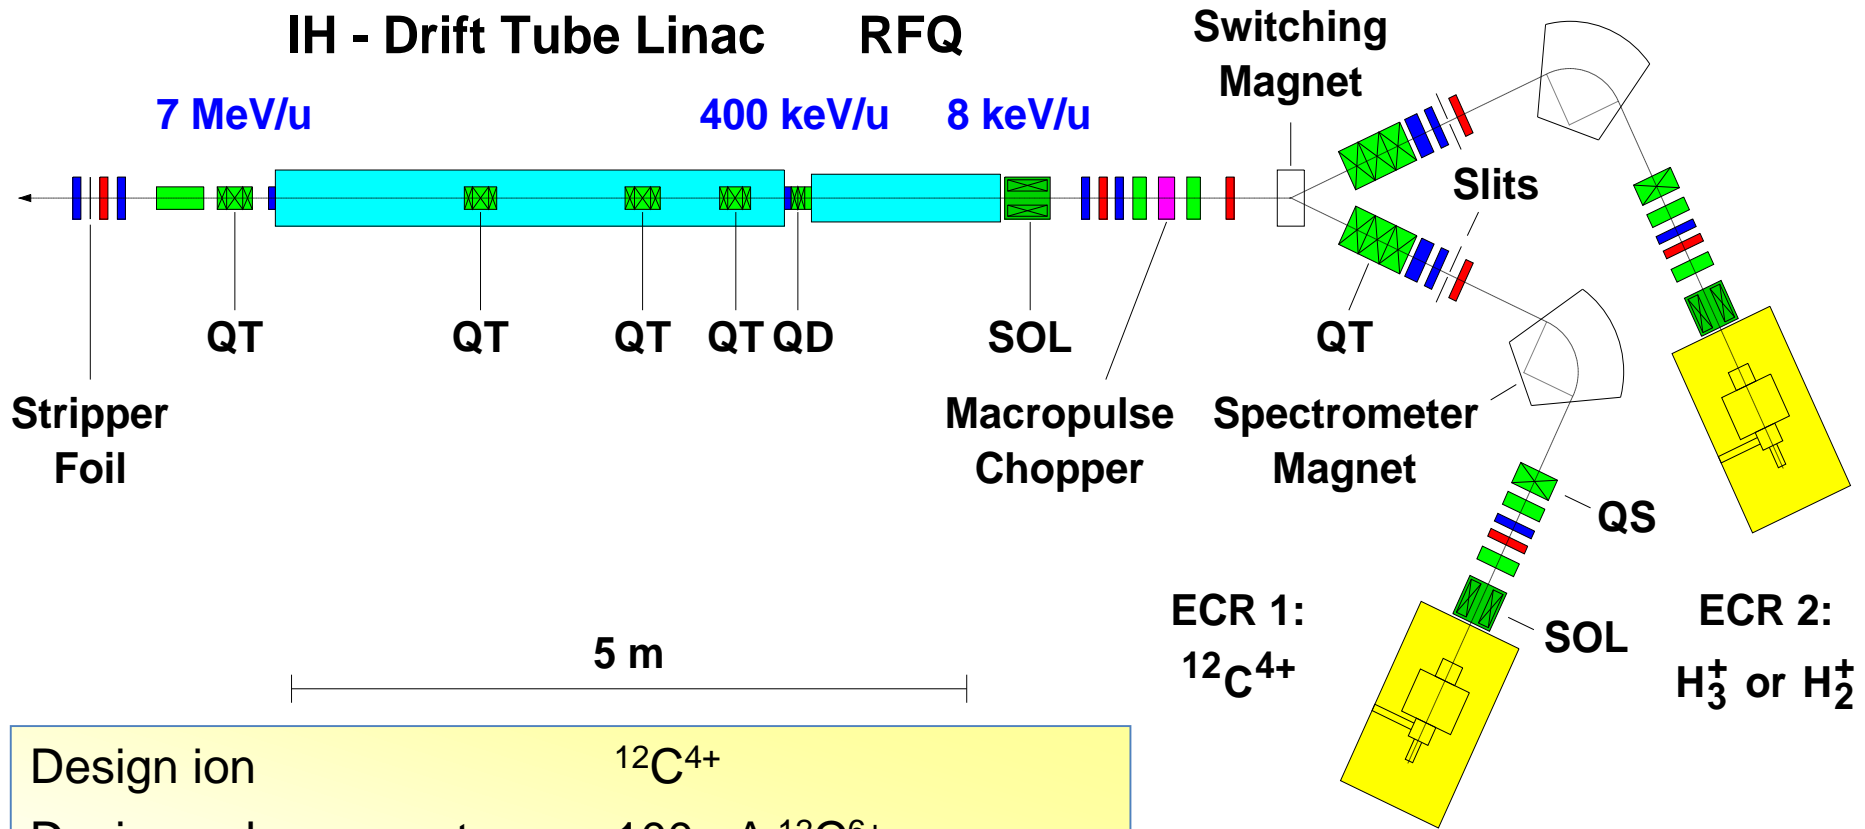 IH - Drift Tube Linac
RFQ
Switching
Magnet
7 MeV/u
400 keV/u
8 keV/u
Slits
QT
QT
QT
QT
QD
SOL
QT
Stripper
Foil
Macropulse
Chopper
Spectrometer
Magnet
QS
ECR 1:
¹²C⁴⁺
SOL
ECR 2:
H₃⁺ or H₂⁺
5 m
Design ion ¹²C⁴⁺